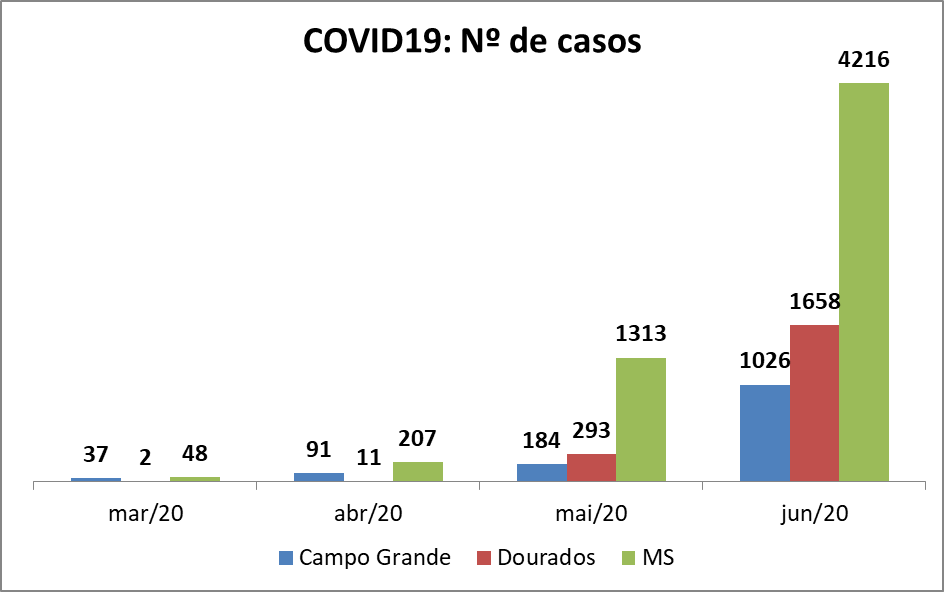 COVID19: Nº de casos
4216
1658
1313
1026
37 2 48
91 11 207
184 293
mar/20 abr/20 mai/20 jun/20
Campo Grande Dourados MS